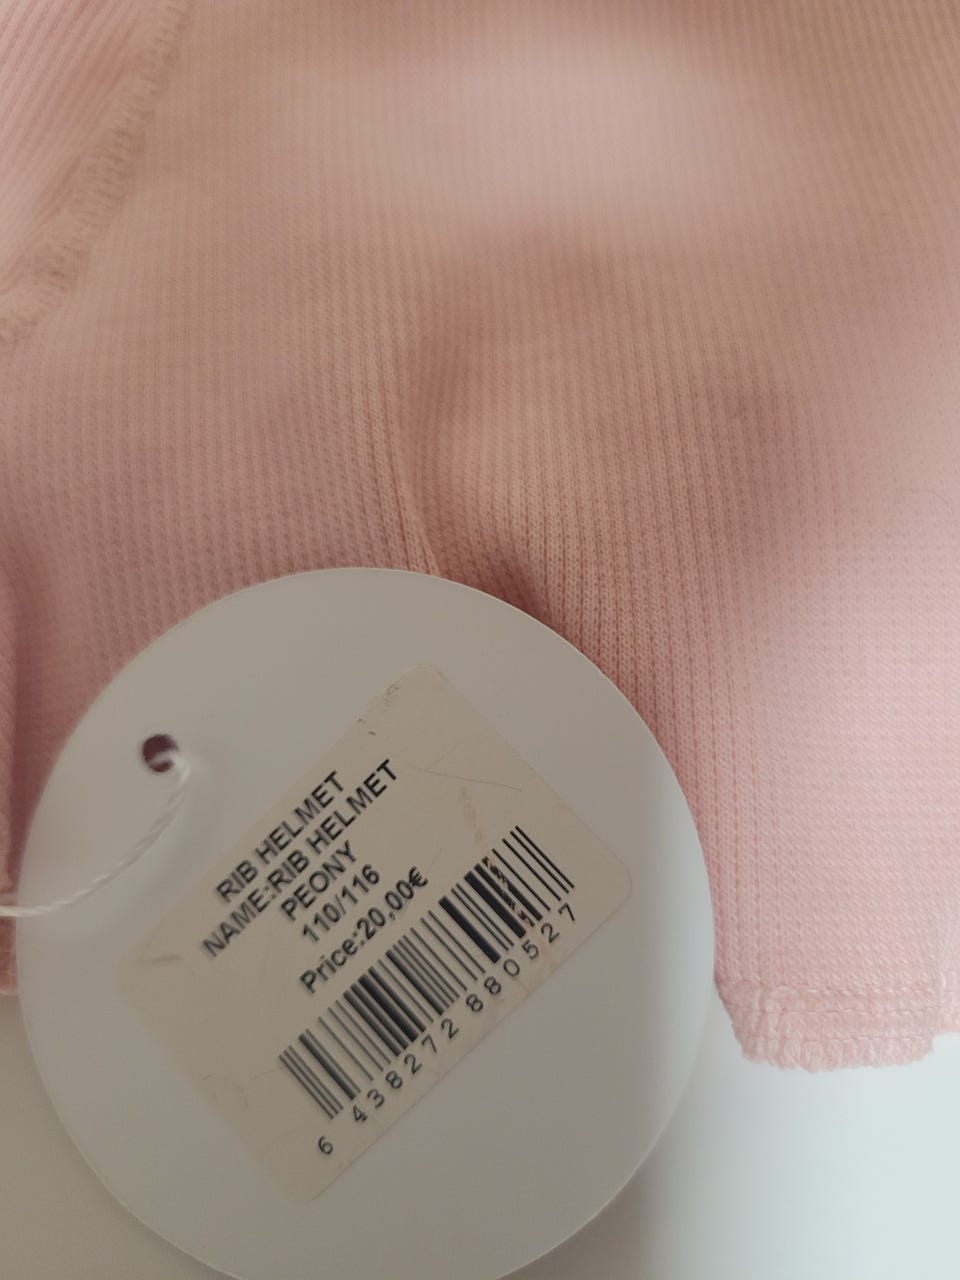 RIB HELMET
NAME:RIB HELMET
PEONY
110/116
Price:20,00€
6 438272 880527